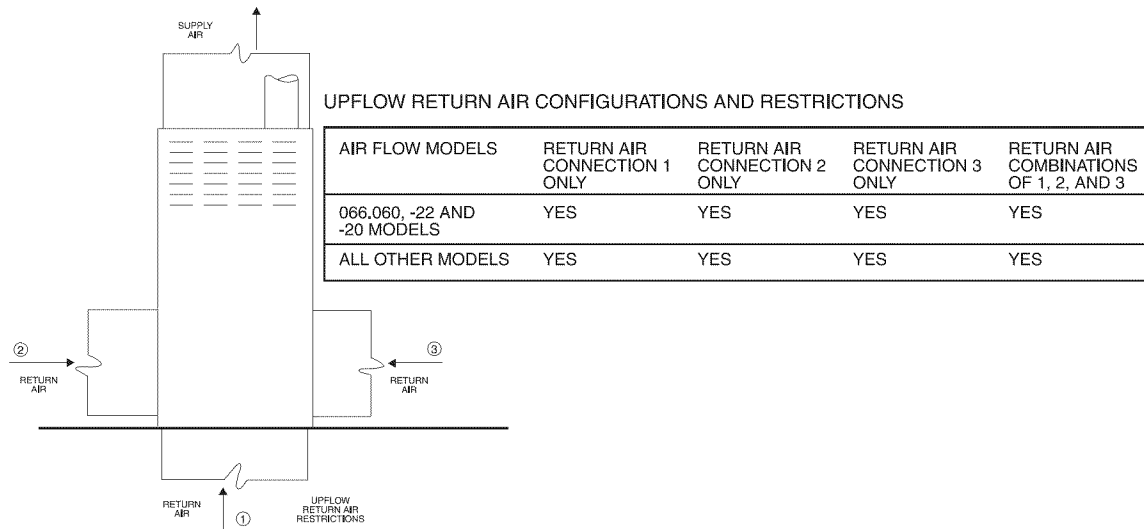 SUPPLY
AIR
UPFLOW RETURN AIR CONFIGURATIONS AND RESTRICTIONS
AIR FLOW MODELS
RETURN AIR
CONNECTION 1
ONLY
RETURN AIR
CONNECTION 2
ONLY
RETURN AIR
CONNECTION 3
ONLY
RETURN AIR
COMBINATIONS
OF 1, 2, AND 3
066.060, -22 AND
-20 MODELS
YES
YES
YES
YES
ALL OTHER MODELS
YES
YES
YES
YES
②
RETURN
AIR
③
RETURN
AIR
RETURN
AIR
①
UPFLOW
RETURN AIR
RESTRICTIONS